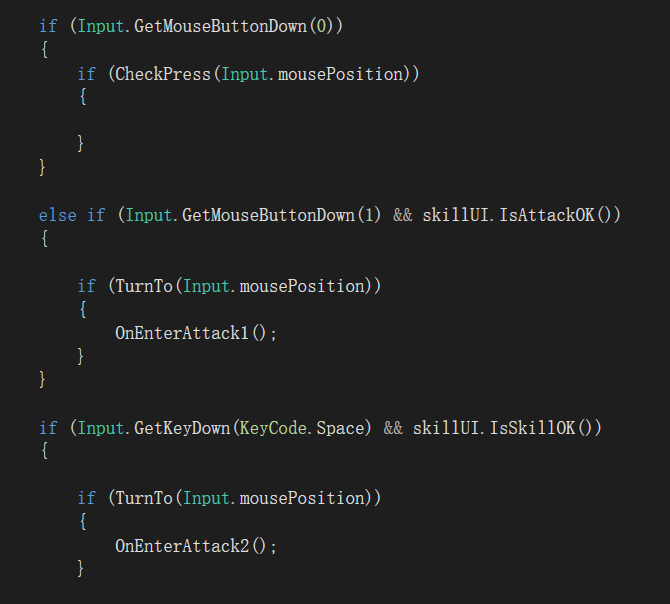 if (Input.GetMouseButtonDown(0))
{
    if (CheckPress(Input.mousePosition))
    {

    }
}

else if (Input.GetMouseButtonDown(1) && skillUI.IsAttackOK())
{

    if (TurnTo(Input.mousePosition))
    {
        OnEnterAttack1();
    }
}

if (Input.GetKeyDown(KeyCode.Space) && skillUI.IsSkillOK())
{

    if (TurnTo(Input.mousePosition))
    {
        OnEnterAttack2();
    }